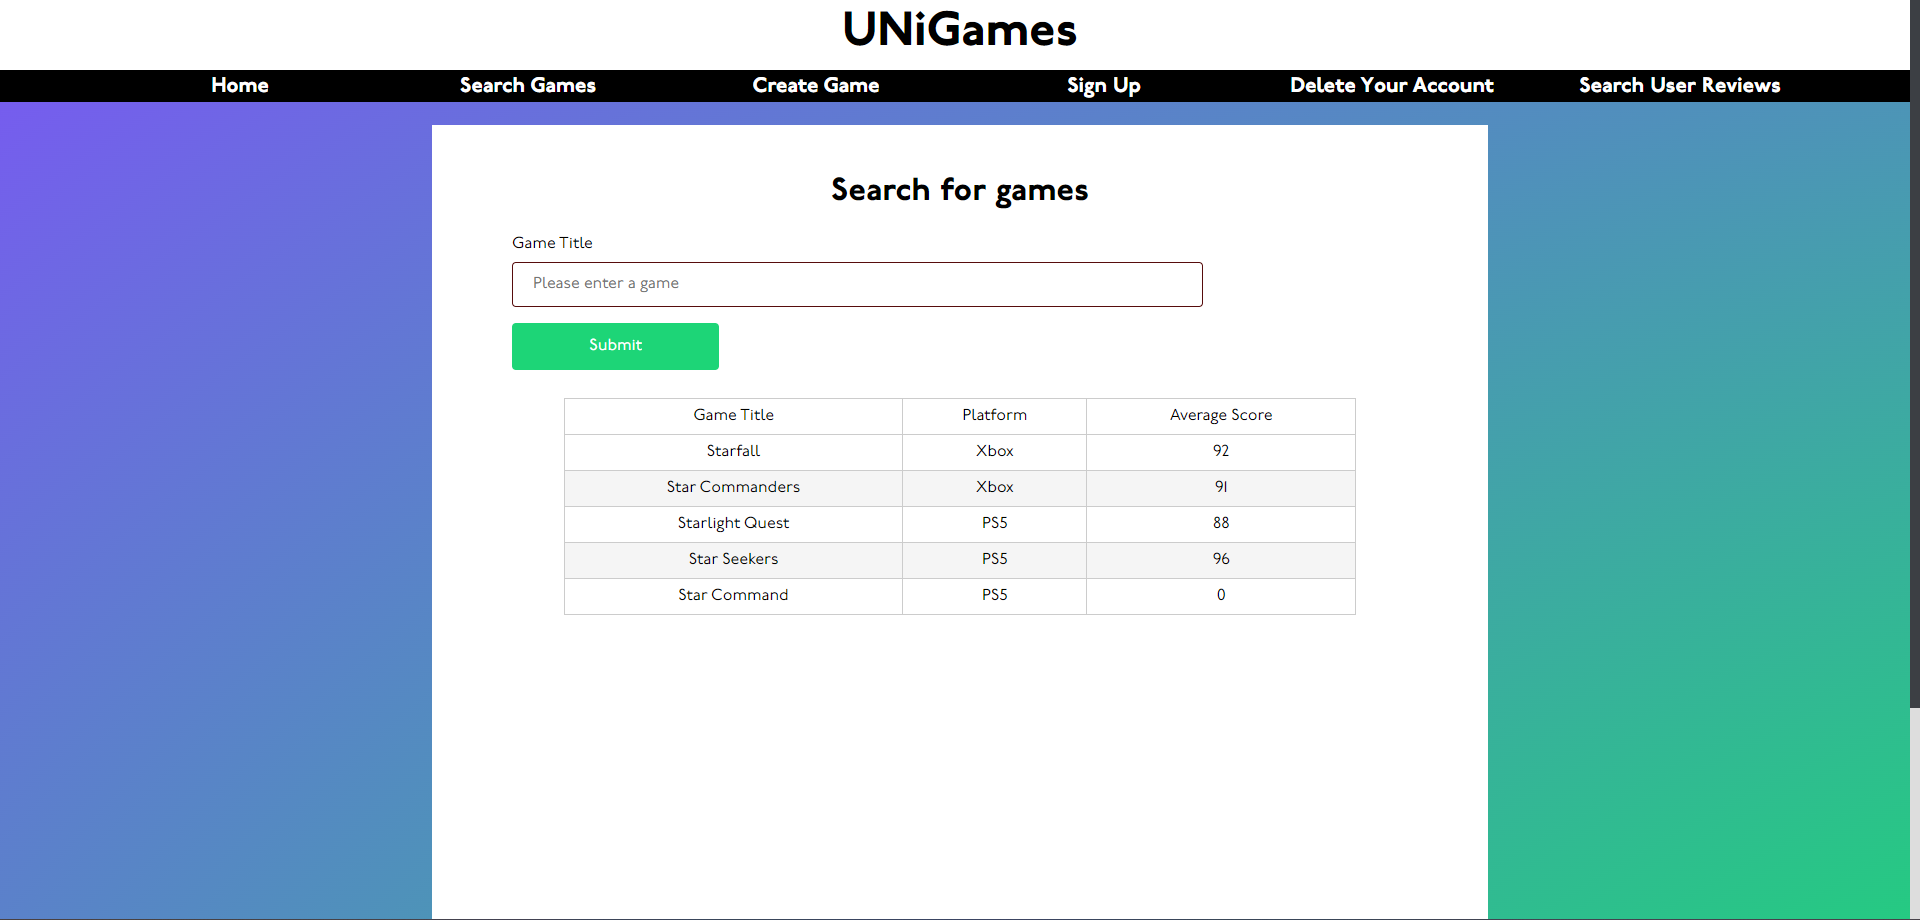 UNiGames
Home Search Games Create Game Sign Up Delete Your Account Search User Reviews
Search for games
Game Title
Please enter a game
Submit
Game Title Platform Average Score
Starfall Xbox 92
Star Commanders Xbox 91
Starlight Quest PS5 88
Star Seekers PS5 96
Star Command PS5 0